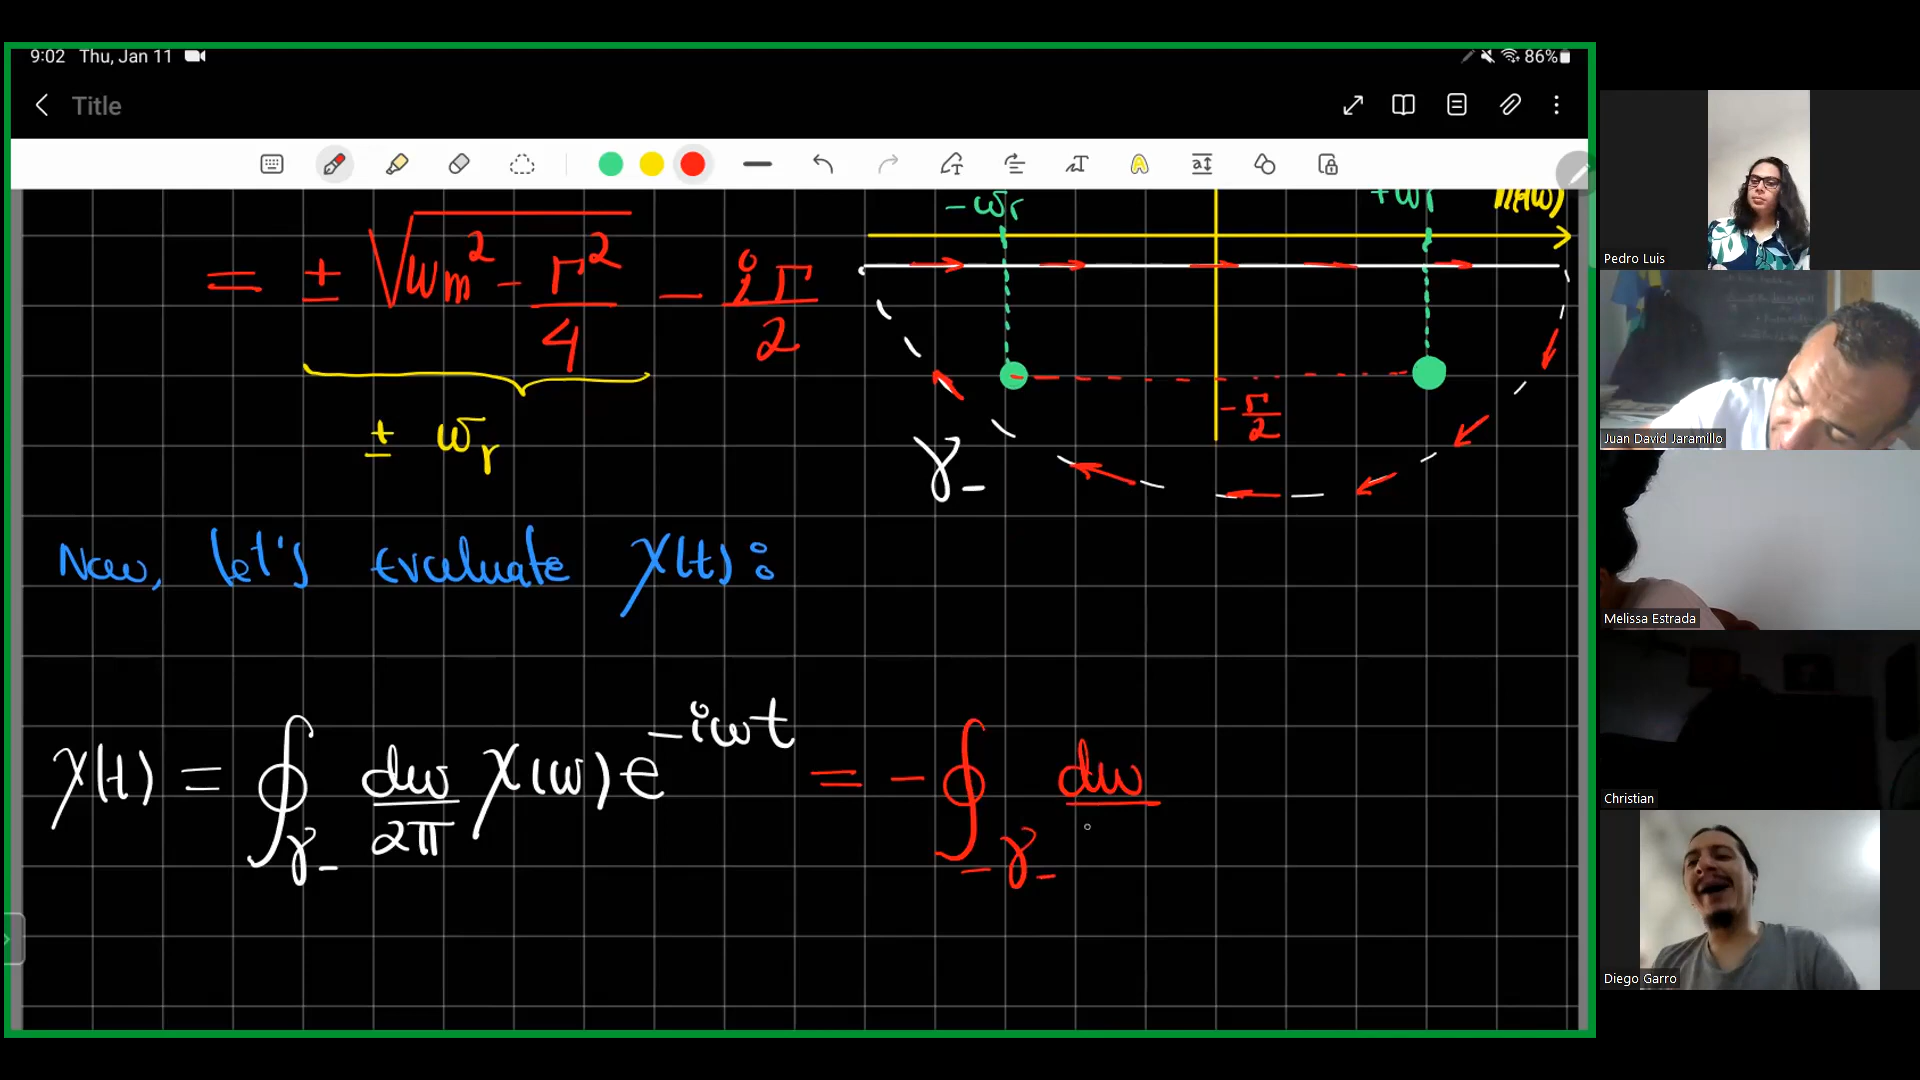 9:02 Thu, Jan 11
86%
Title
-ωr
+ωr
= ± √ωm² - Γ²/4 - iΓ/2
-Γ/2
± ωr
γ-
Now, let's evaluate χ(t):
χ(t) = ∮γ- dω/2π χ(ω) e^-iωt = - ∮-γ- dω
Pedro Luis
Juan David Jaramillo
Melissa Estrada
Christian
Diego Garro